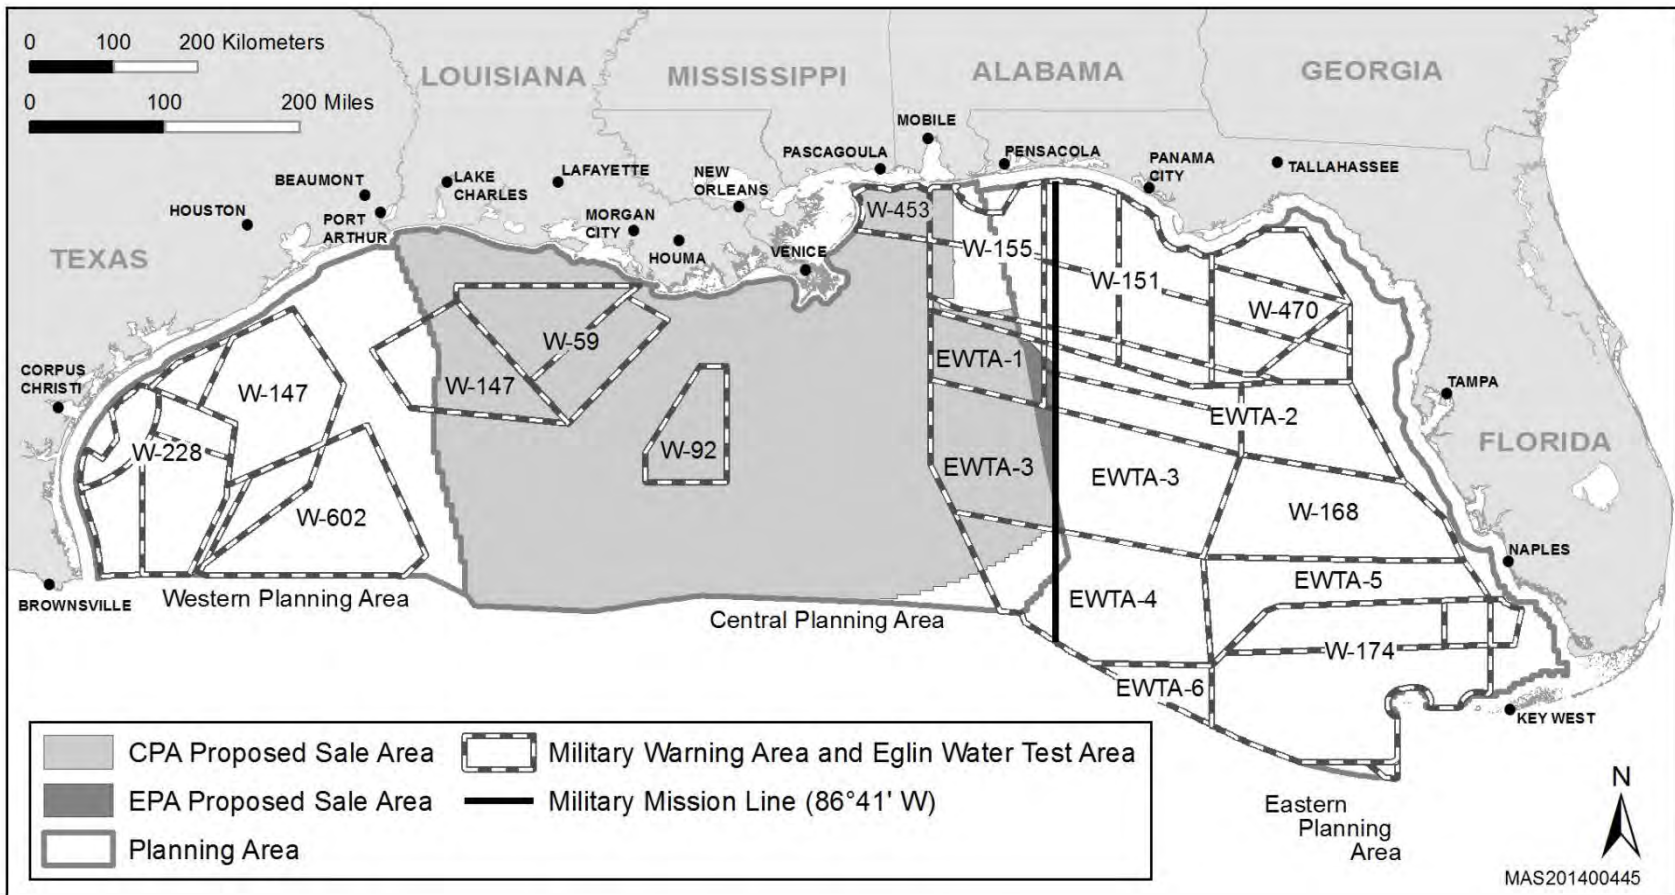 0 100 200 Kilometers
0 100 200 Miles
LOUISIANA
MISSISSIPPI
ALABAMA
GEORGIA
TEXAS
FLORIDA
MOBILE
PASCAGOULA
PENSACOLA
PANAMA
CITY
TALLAHASSEE
BEAUMONT
LAKE
CHARLES
LAFAYETTE
NEW
ORLEANS
HOUSTON
PORT
ARTHUR
MORGAN
CITY
HOUMA
VENICE
CORPUS
CHRISTI
TAMPA
NAPLES
BROWNSVILLE
KEY WEST
W-453
W-155
W-151
W-470
W-59
EWTA-1
W-147
W-147
EWTA-2
W-228
W-92
EWTA-3
EWTA-3
W-602
W-168
EWTA-5
EWTA-4
W-174
EWTA-6
Western Planning Area
Central Planning Area
Eastern
Planning
Area
CPA Proposed Sale Area
EPA Proposed Sale Area
Planning Area
Military Warning Area and Eglin Water Test Area
Military Mission Line (86°41' W)
N
MAS201400445